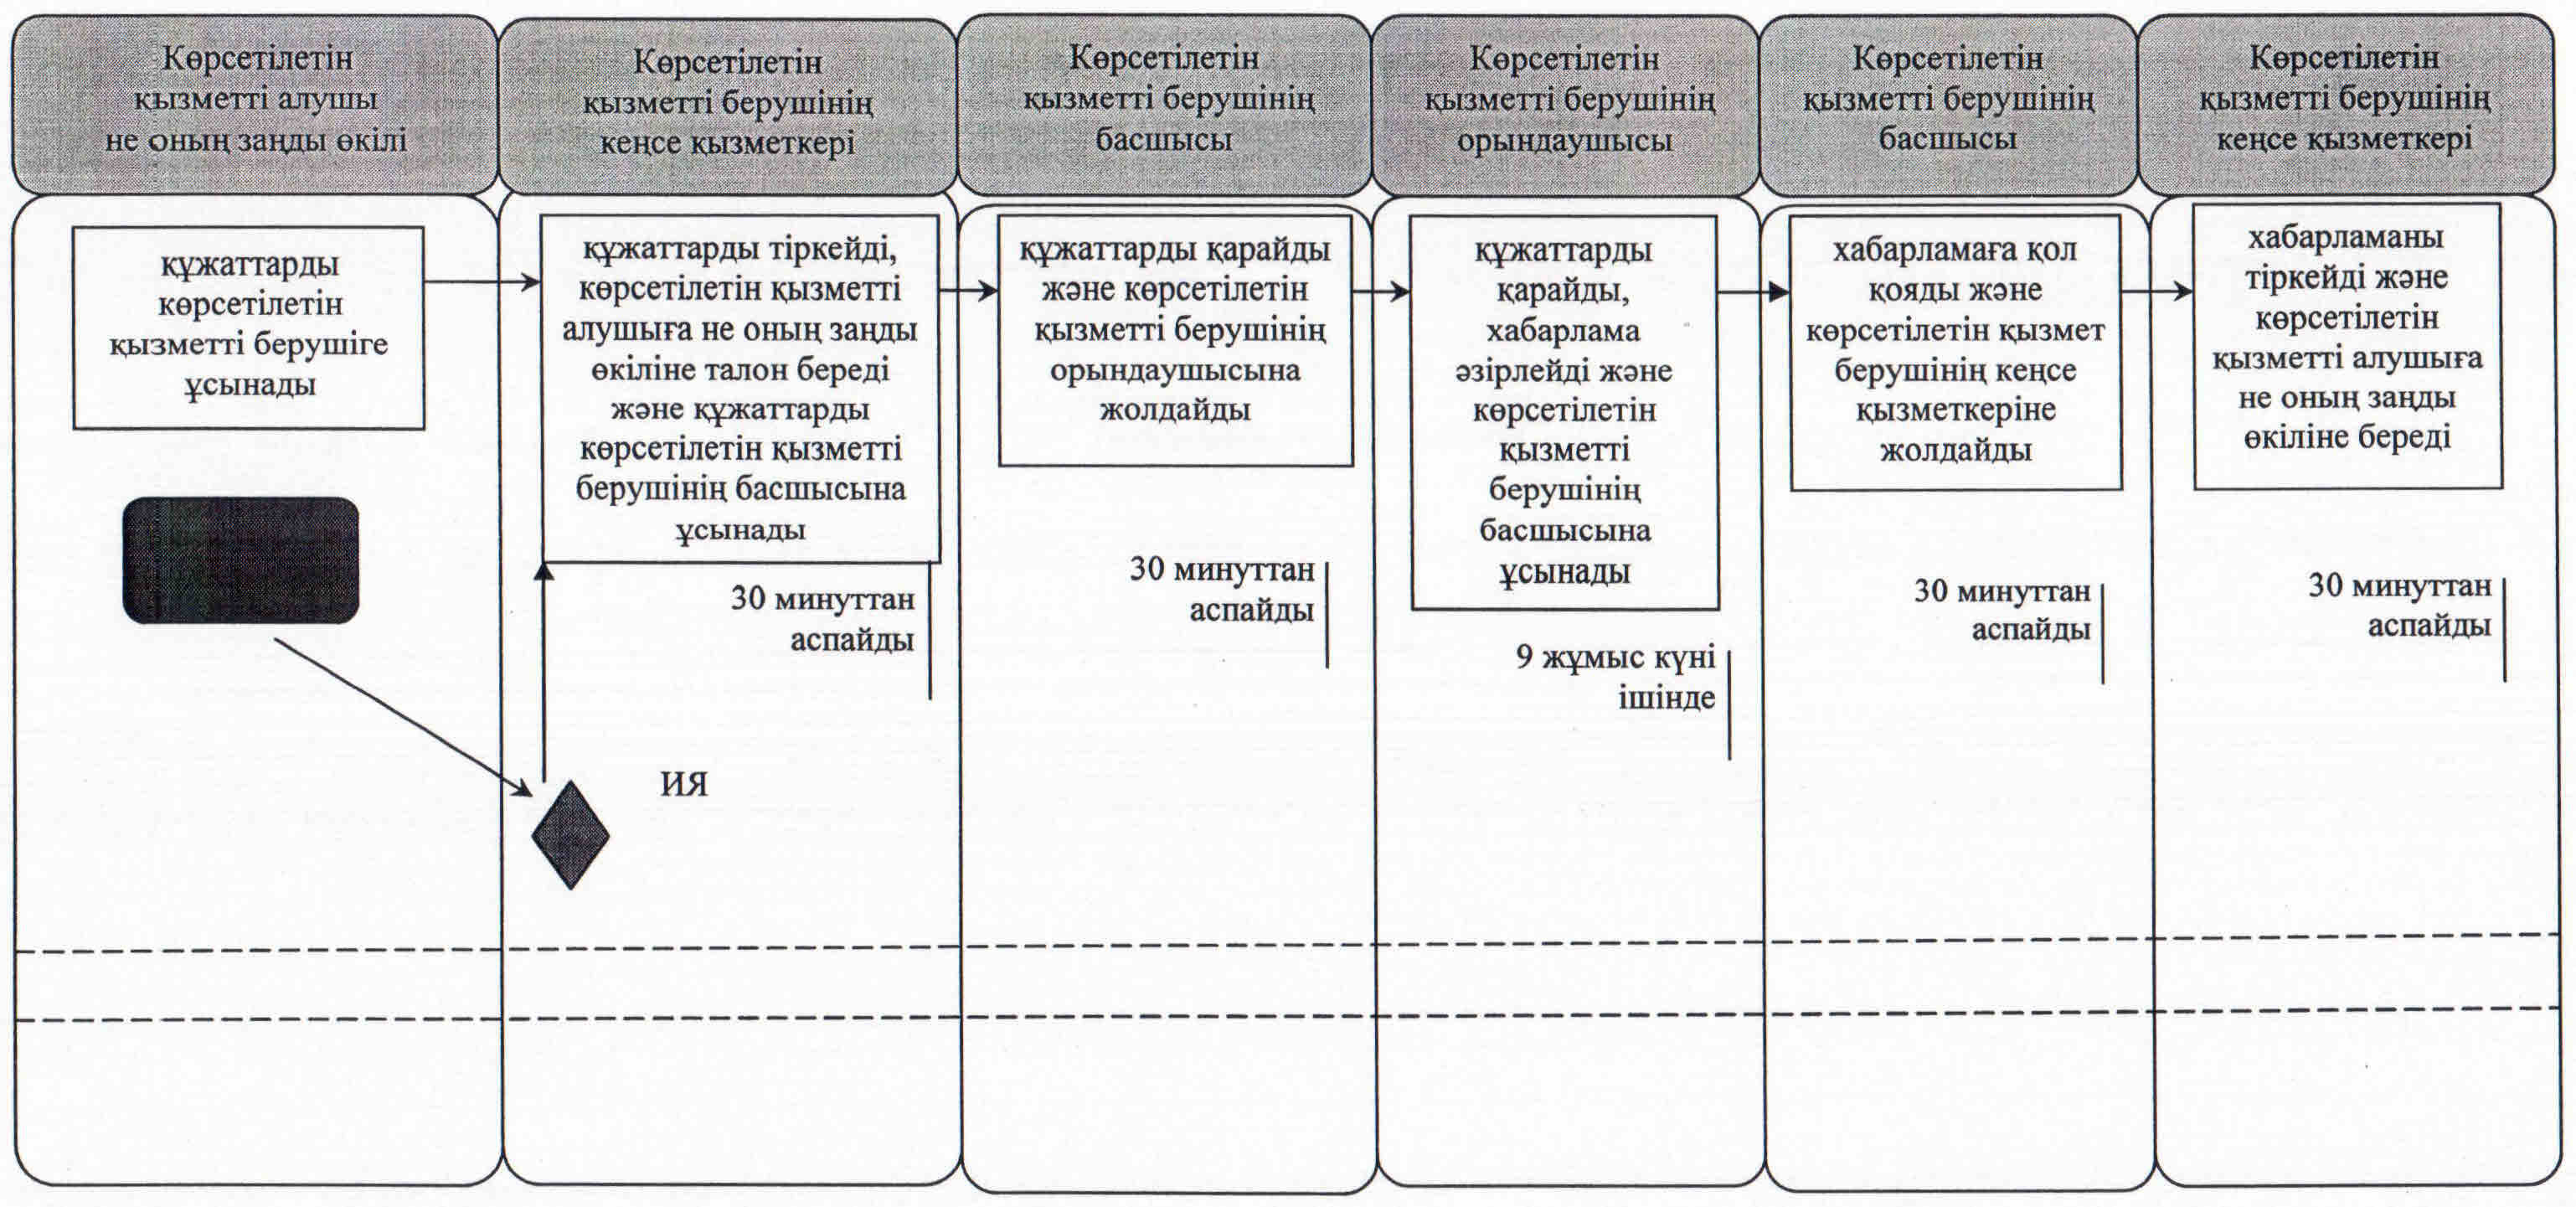 Көрсетілетін
қызметті алушы
не оның заңды өкілі
Көрсетілетін
қызметті берушінің
кеңсе қызметкері
Көрсетілетін
қызметті берушінің
басшысы
Көрсетілетін
қызметті берушінің
орындаушысы
Көрсетілетін
қызметті берушінің
басшысы
Көрсетілетін
қызметті берушінің
кеңсе қызметкері
құжаттарды
көрсетілетін
қызметті берушіге
ұсынады
құжаттарды тіркейді,
көрсетілетін қызметті
алушыға не оның заңды
өкіліне талон береді
және құжаттарды
көрсетілетін қызметті
берушінің басшысына
ұсынады
30 минуттан
аспайды
ИЯ
құжаттарды қарайды
және көрсетілетін
қызметті берушінің
орындаушысына
жолдайды
30 минуттан
аспайды
құжаттарды
қарайды,
хабарлама
әзірлейді және
көрсетілетін
қызметті
берушінің
басшысына
ұсынады
9 жұмыс күні
ішінде
хабарламаға қол
қояды және
көрсетілетін қызмет
берушінің кеңсе
қызметкеріне
жолдайды
30 минуттан
аспайды
хабарламаны
тіркейді және
көрсетілетін
қызметті алушыға
не оның заңды
өкіліне береді
30 минуттан
аспайды